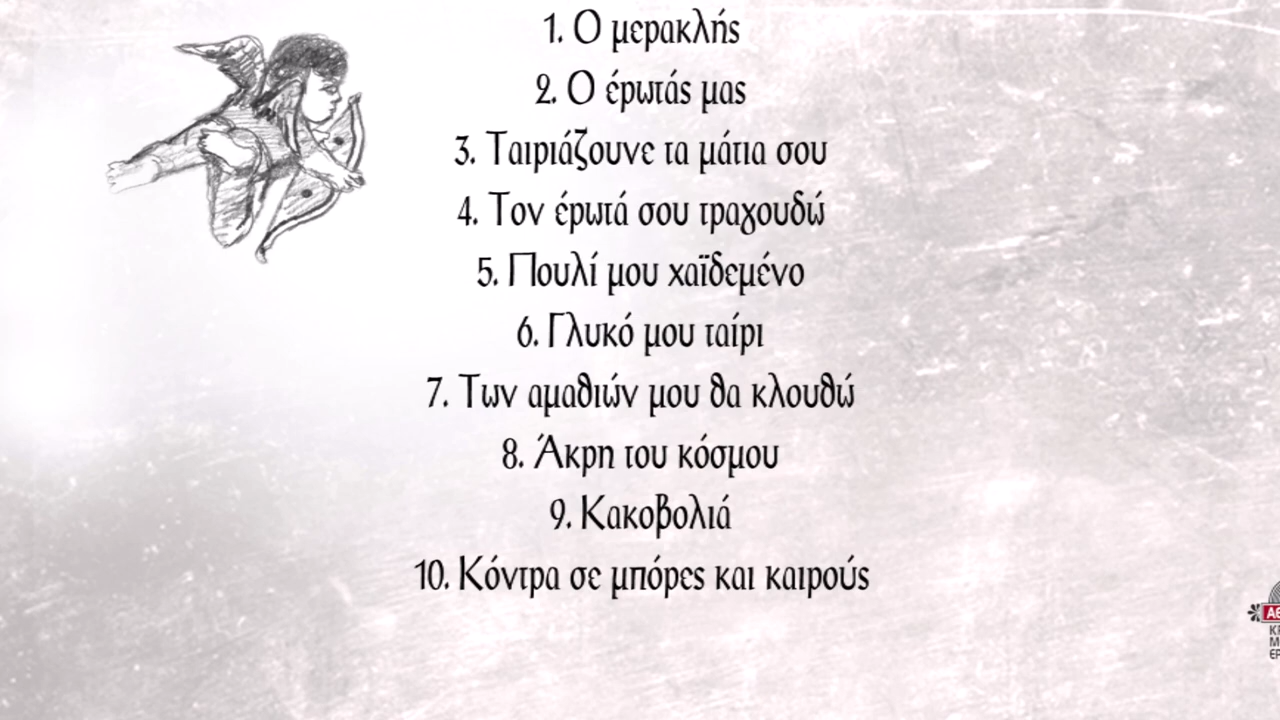 1. Ο μερακλής
2. Ο έρωτάς μας
3. Ταιριάζουνε τα μάτια σου
4. Τον έρωτά σου τραγουδώ
5. Πουλί μου χαϊδεμένο
6. Γλυκό μου ταίρι
7. Των αμαθιών μου θα κλουθώ
8. Άκρη του κόσμου
9. Κακοβολιά
10. Κόντρα σε μπόρες και καιρούς